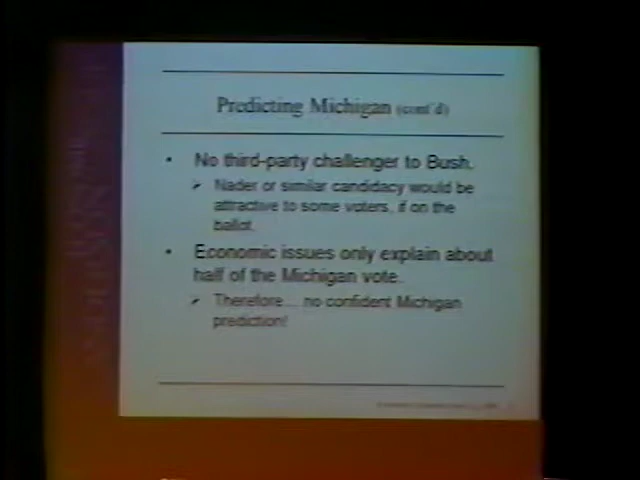 Predicting Michigan (cont'd)
• No third-party challenger to Bush.
➢ Nader or similar candidacy would be
attractive to some voters, if on the
ballot.
• Economic issues only explain about
half of the Michigan vote.
➢ Therefore... no confident Michigan
prediction!